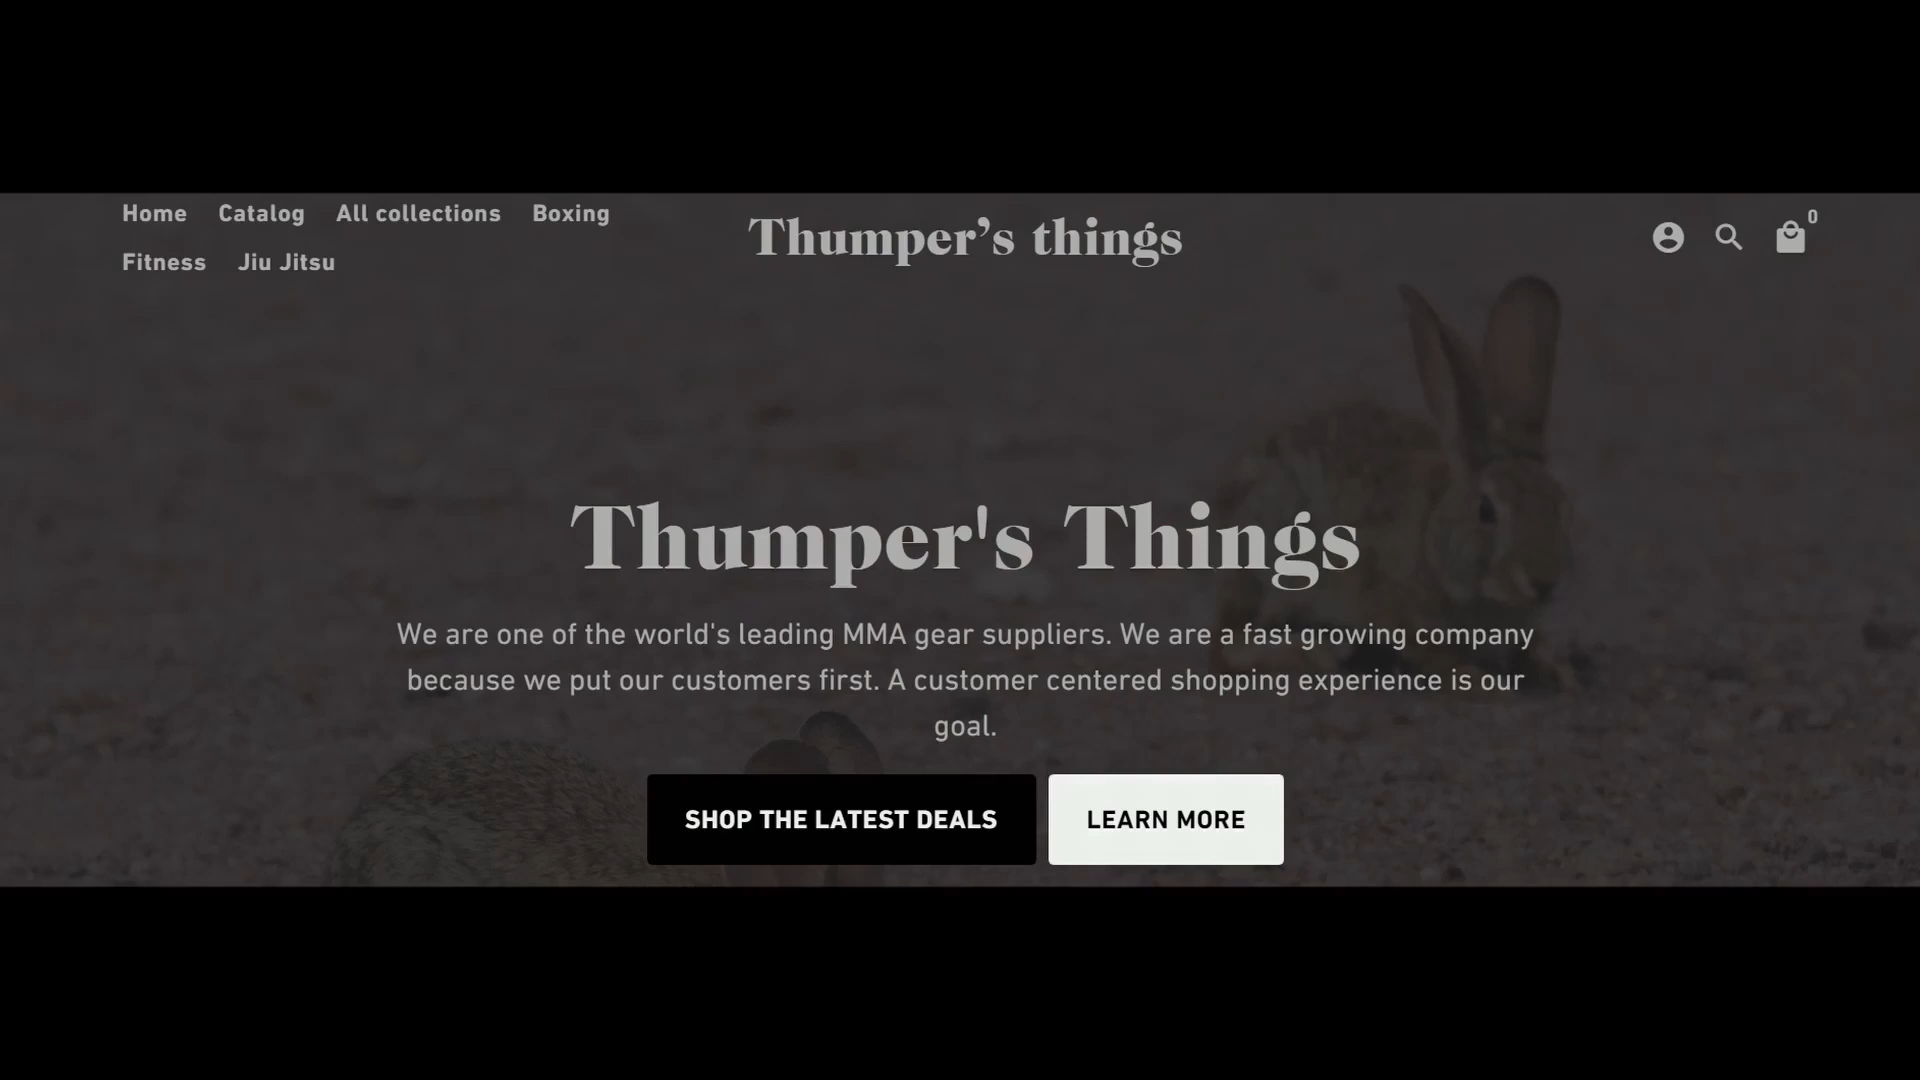 Home Catalog All collections Boxing
Fitness Jiu Jitsu
Thumper’s things
0
Thumper's Things
We are one of the world's leading MMA gear suppliers. We are a fast growing company
because we put our customers first. A customer centered shopping experience is our
goal.
SHOP THE LATEST DEALS
LEARN MORE